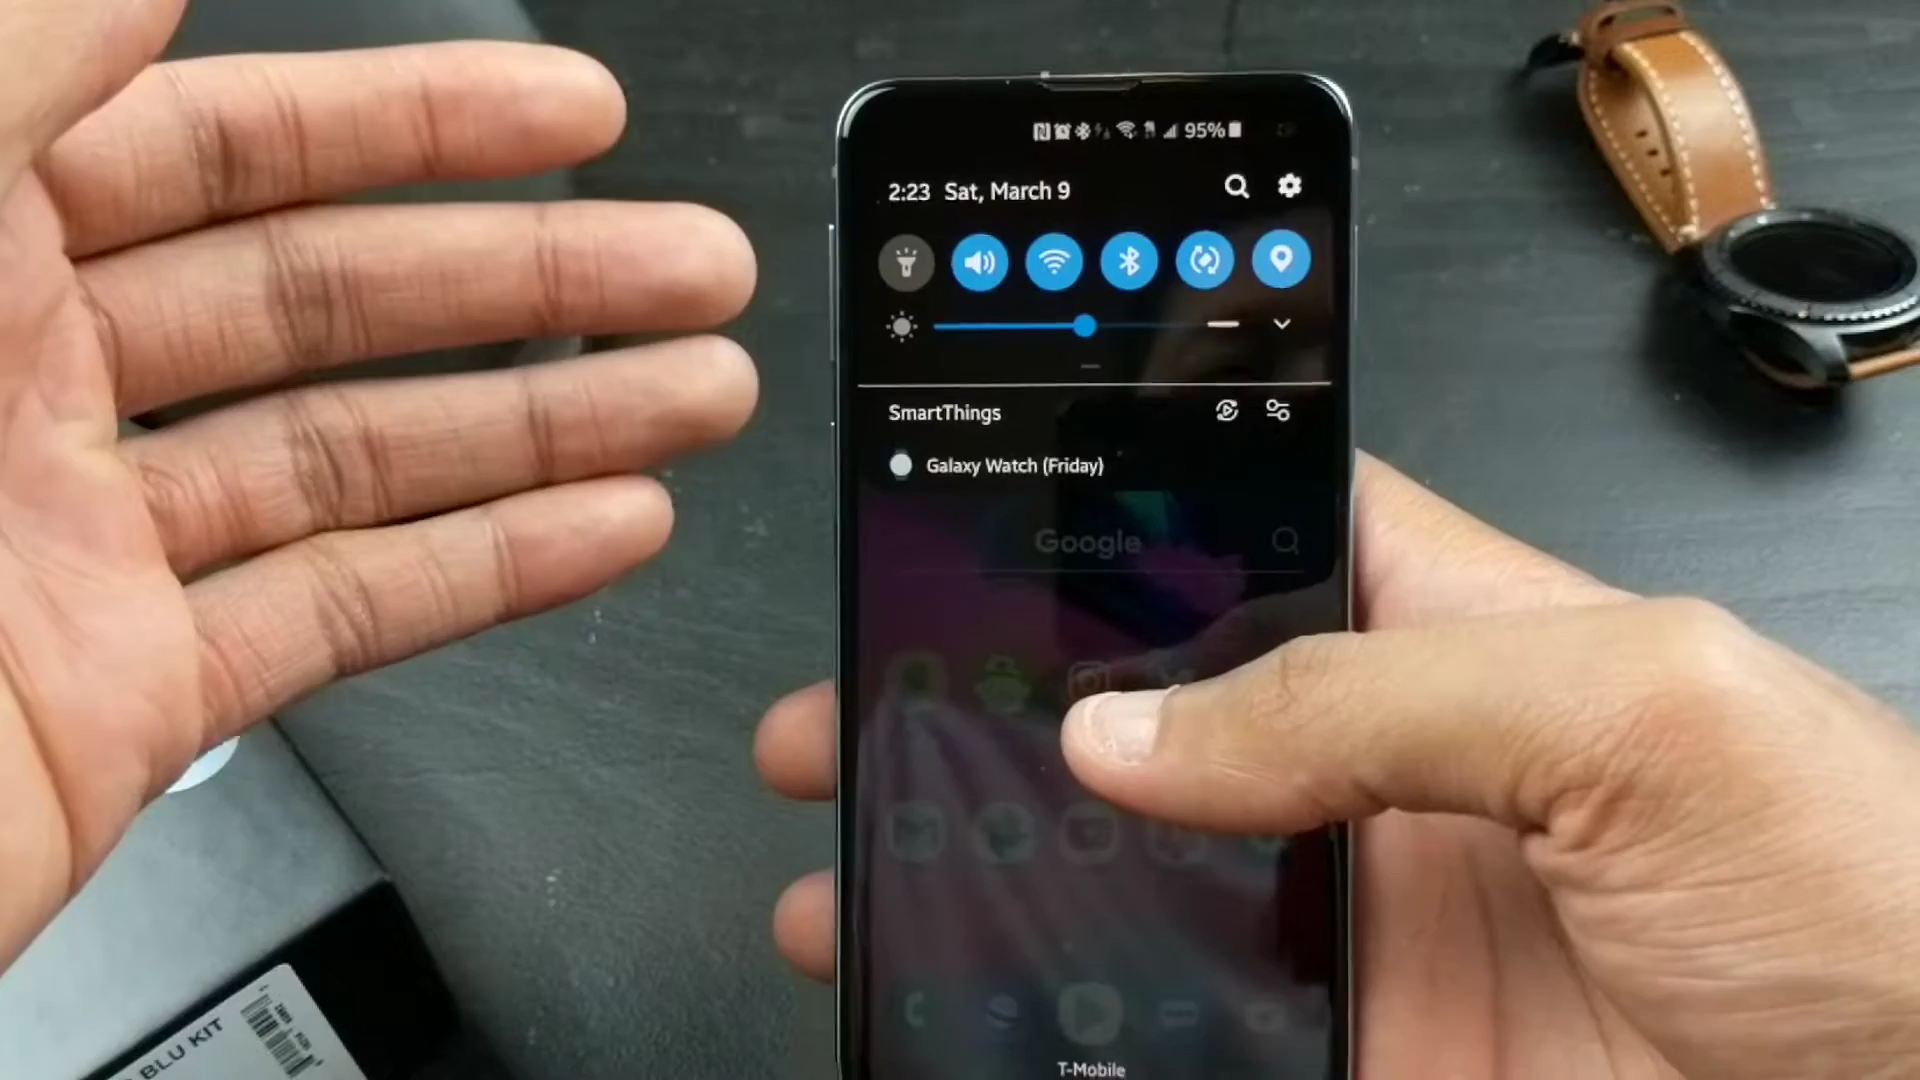 95%
2:23 Sat, March 9
SmartThings
Galaxy Watch (Friday)
Google
T-Mobile
BLU KIT